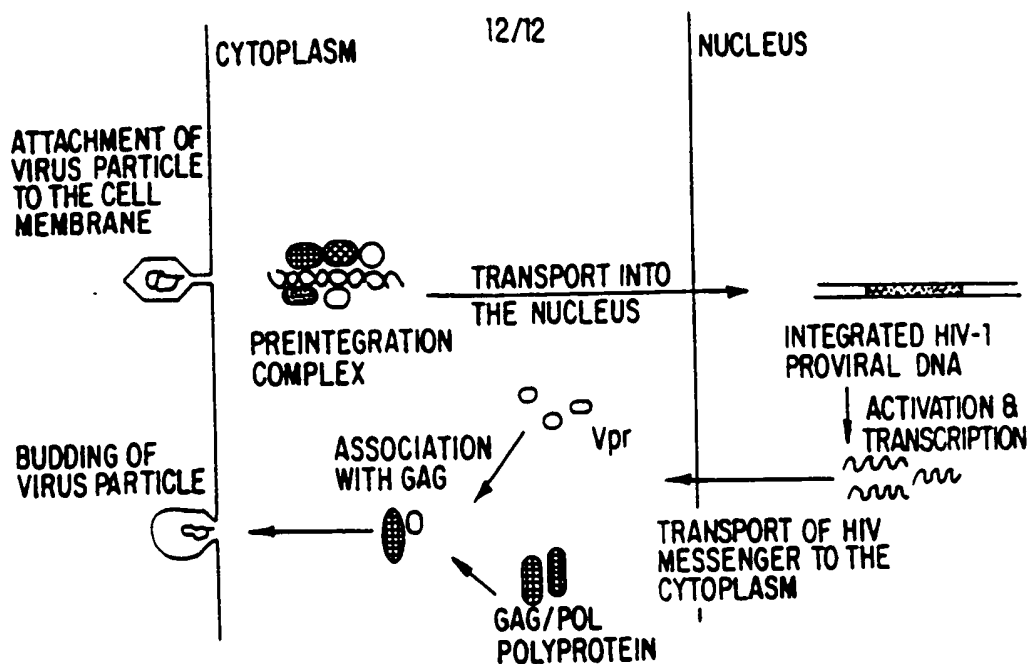 12/12
CYTOPLASM
NUCLEUS
ATTACHMENT OF
VIRUS PARTICLE
TO THE CELL
MEMBRANE
PREINTEGRATION
COMPLEX
TRANSPORT INTO
THE NUCLEUS
INTEGRATED HIV-1
PROVIRAL DNA
ACTIVATION &
TRANSCRIPTION
Vpr
ASSOCIATION
WITH GAG
BUDDING OF
VIRUS PARTICLE
TRANSPORT OF HIV
MESSENGER TO THE
CYTOPLASM
GAG/POL
POLYPROTEIN